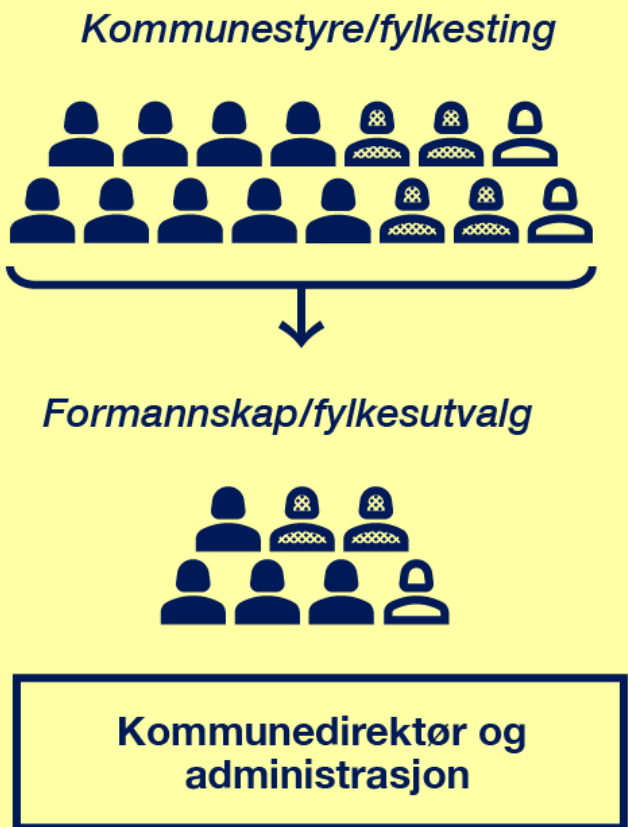 Kommunestyre/fylkesting
Formannskap/fylkesutvalg
Kommunedirektør og
administrasjon